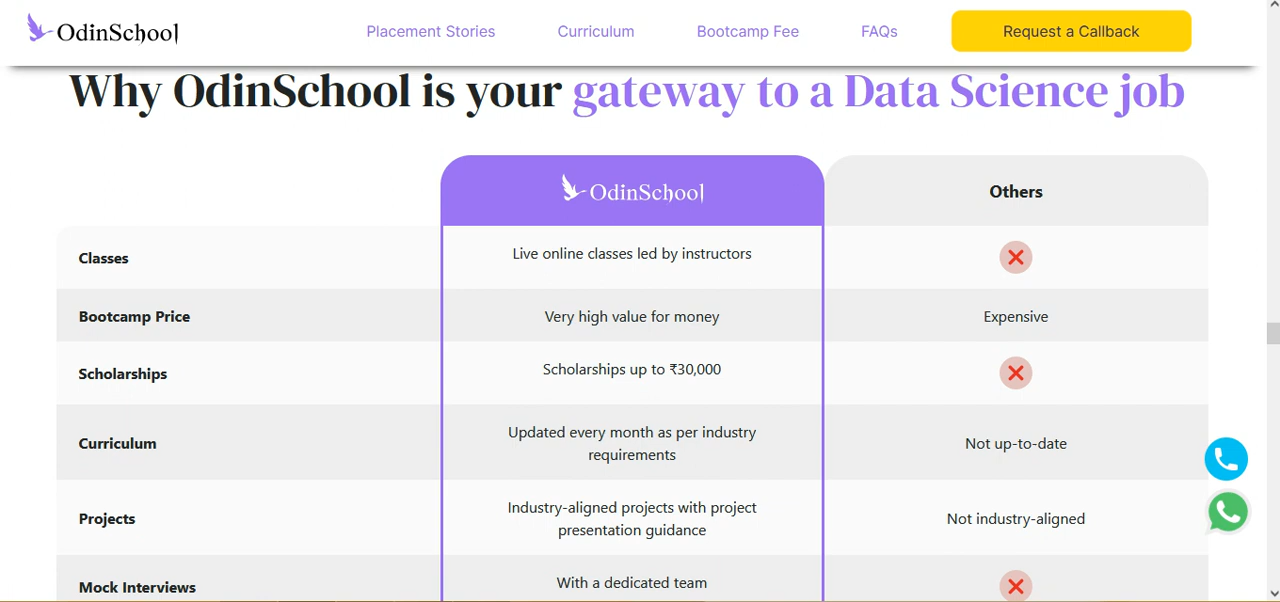 OdinSchool
Placement Stories
Curriculum
Bootcamp Fee
FAQs
Request a Callback
Why OdinSchool is your gateway to a Data Science job
OdinSchool
Others
Classes
Live online classes led by instructors
Bootcamp Price
Very high value for money
Expensive
Scholarships
Scholarships up to ₹30,000
Curriculum
Updated every month as per industry
requirements
Not up-to-date
Projects
Industry-aligned projects with project
presentation guidance
Not industry-aligned
Mock Interviews
With a dedicated team